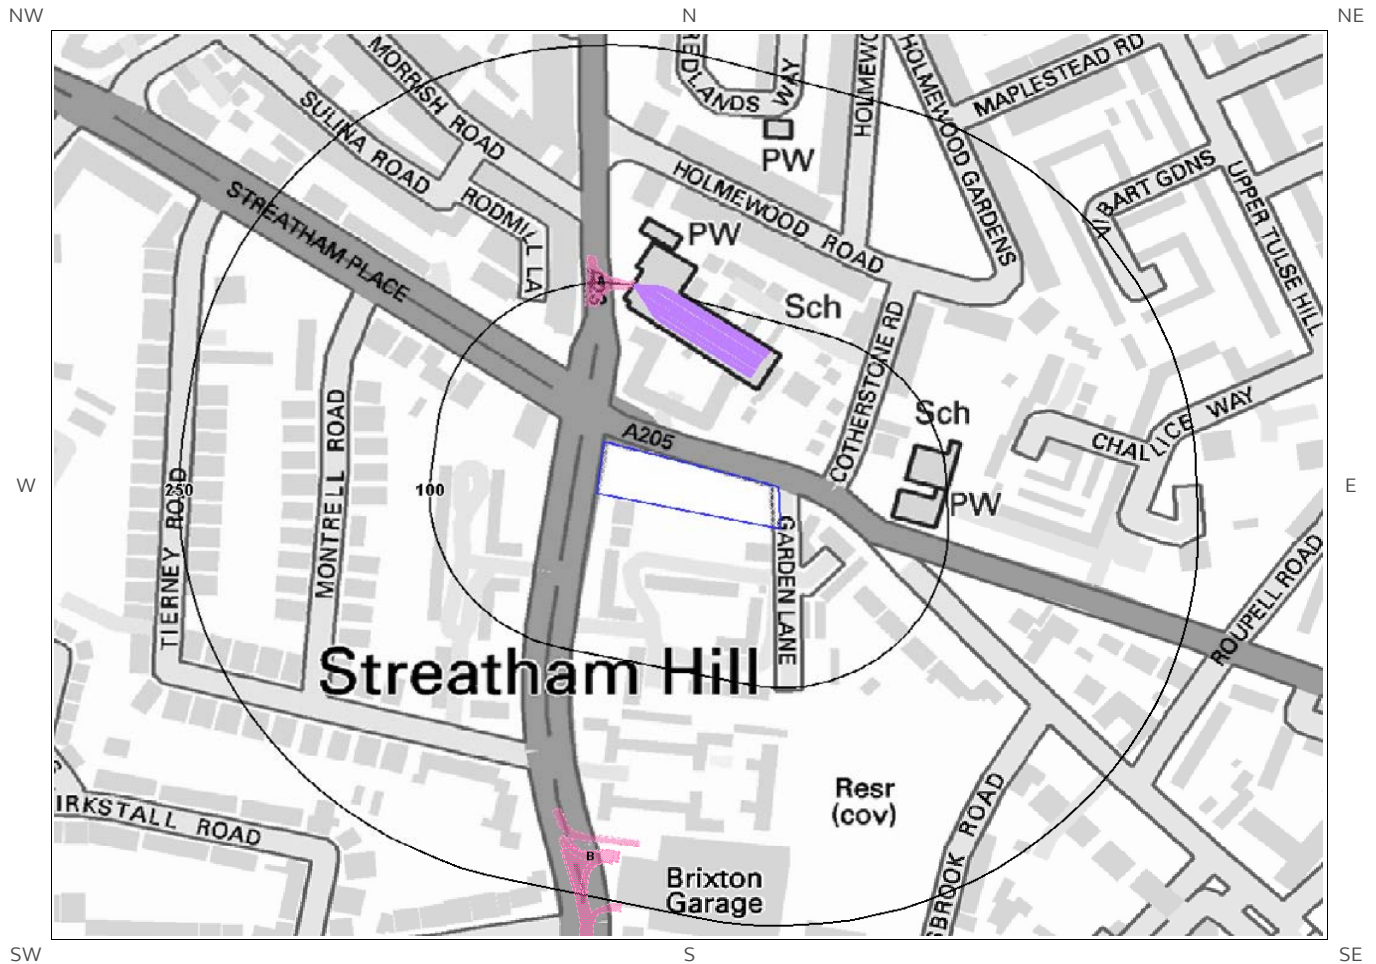 NW
N
NE
MORRISH ROAD
REDLANDS WAY
HOLMEWO
HOLMEWOOD GARDENS
MAPLESTEAD RD
SULINA ROAD
PW
HOLMEWOOD ROAD
BART GDNS
UPPER TULSE HILL
STREATHAM PLACE
RODMILL LA
PW
A
Sch
COTHERSTONE RD
Sch
CHALLICE WAY
A205
W
250
100
PW
E
TIERNEY ROAD
MONTRELL ROAD
GARDEN LANE
ROUPELL ROAD
Streatham Hill
Resr
(cov)
IRKSTALL ROAD
SBROOK ROAD
B
Brixton
Garage
SW
S
SE